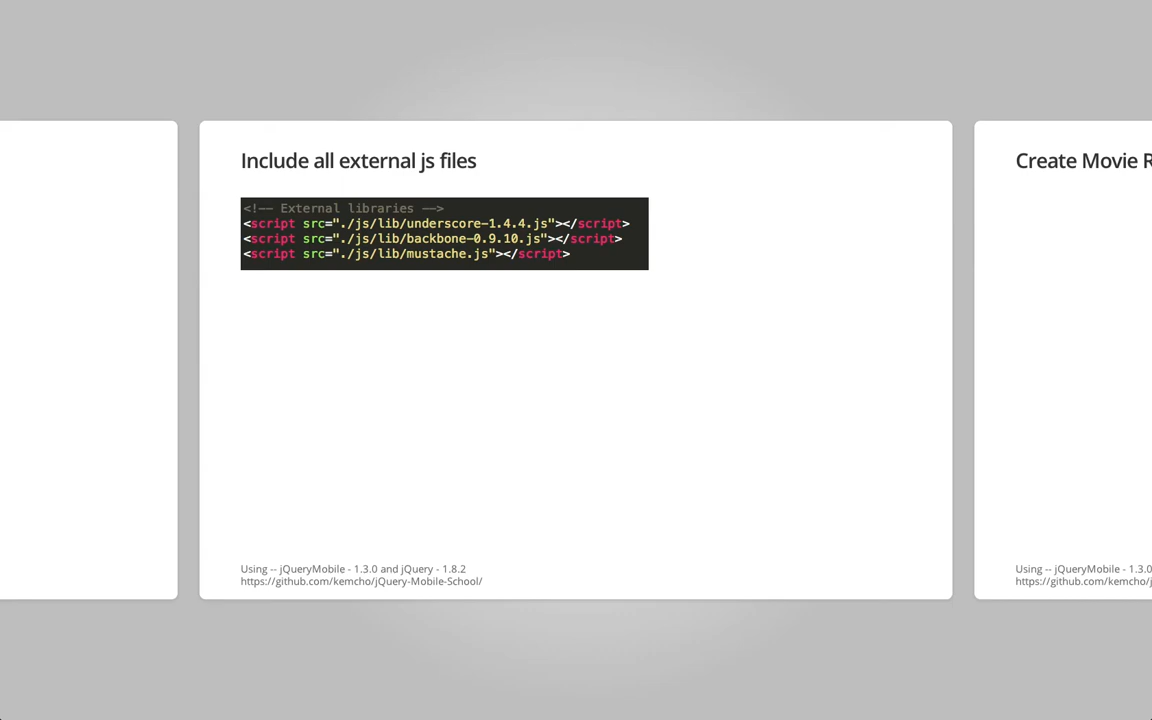 Include all external js files
<!-- External libraries -->
<script src="./js/lib/underscore-1.4.4.js"></script>
<script src="./js/lib/backbone-0.9.10.js"></script>
<script src="./js/lib/mustache.js"></script>
Using -- jQueryMobile - 1.3.0 and jQuery - 1.8.2
https://github.com/kemcho/jQuery-Mobile-School/
Create Movie R
Using -- jQueryMobile - 1.3.0
https://github.com/kemcho/j